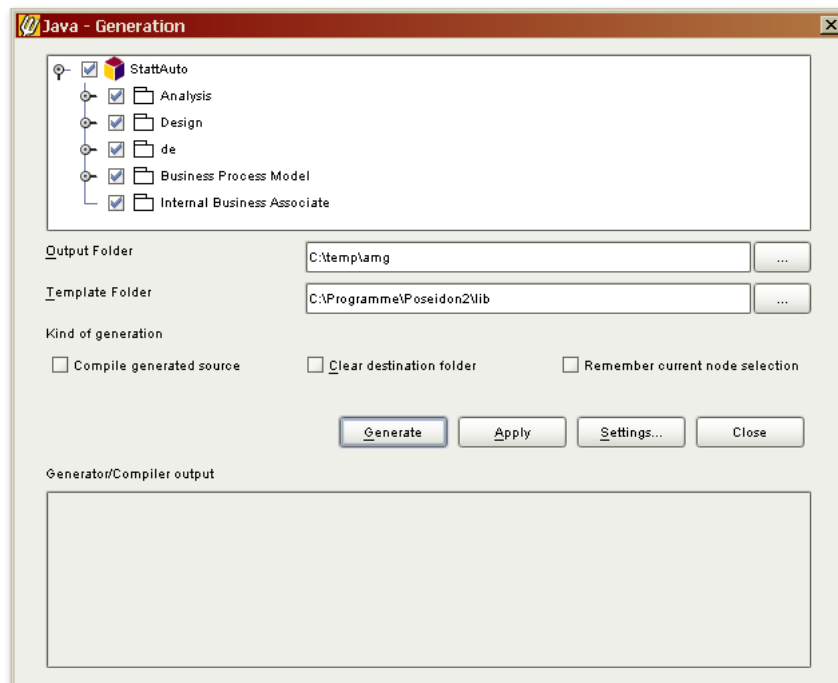 Java - Generation
StattAuto
Analysis
Design
de
Business Process Model
Internal Business Associate
Output Folder
C:\temp\amg
...
Template Folder
C:\Programme\Poseidon2\lib
...
Kind of generation
Compile generated source Clear destination folder Remember current node selection
Generate Apply Settings... Close
Generator/Compiler output